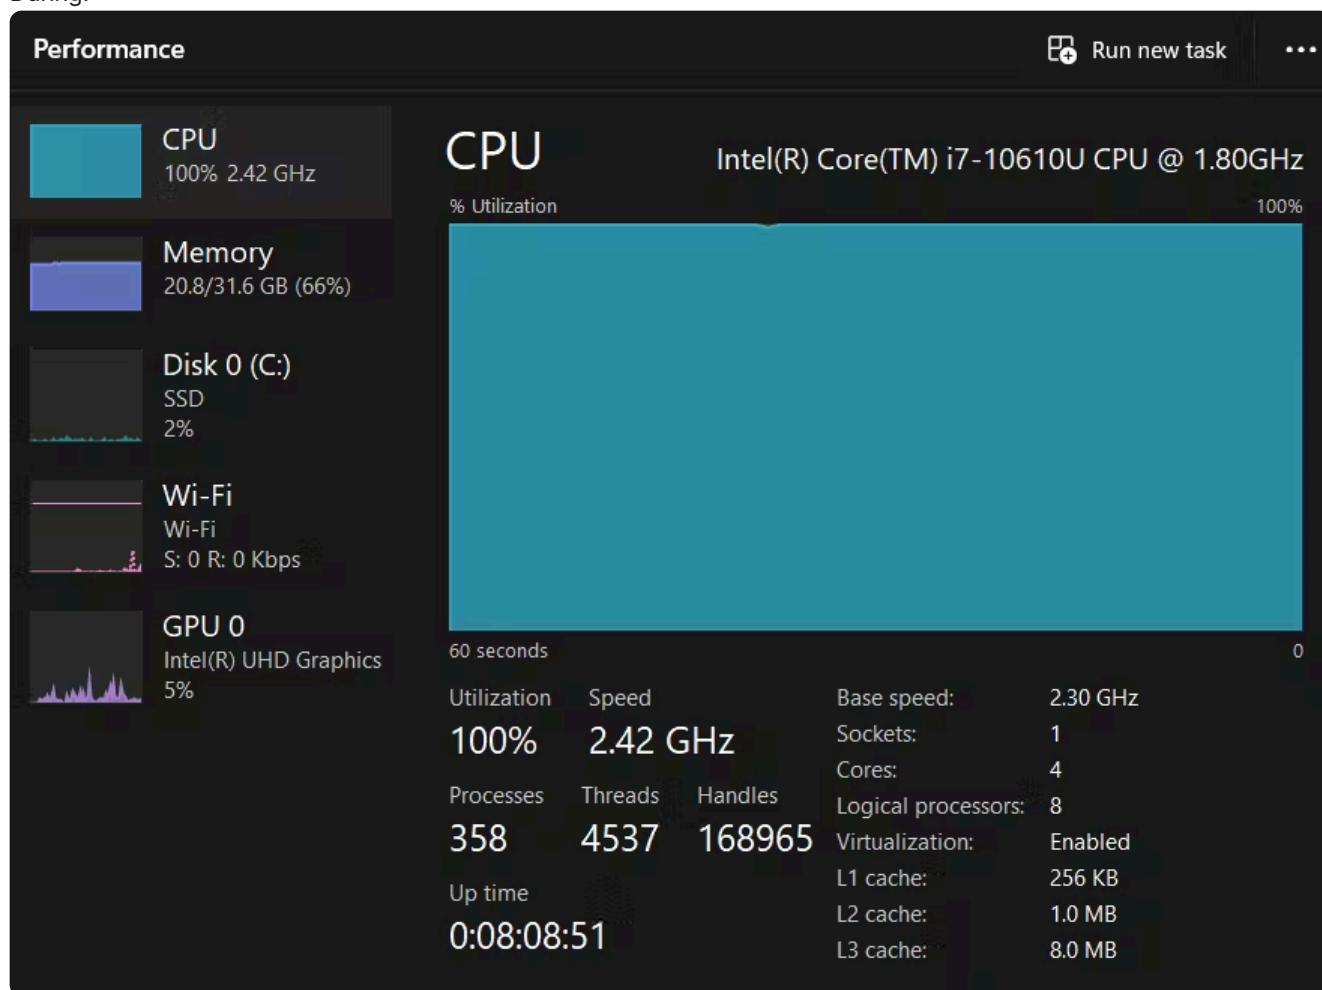 During:
Performance
Run new task
CPU
100% 2.42 GHz
Memory
20.8/31.6 GB (66%)
Disk 0 (C:)
SSD
2%
Wi-Fi
Wi-Fi
S: 0 R: 0 Kbps
GPU 0
Intel(R) UHD Graphics
5%
CPU
Intel(R) Core(TM) i7-10610U CPU @ 1.80GHz
% Utilization
100%
60 seconds
0
Utilization Speed
100% 2.42 GHz
Processes Threads Handles
358 4537 168965
Up time
0:08:08:51
Base speed: 2.30 GHz
Sockets: 1
Cores: 4
Logical processors: 8
Virtualization: Enabled
L1 cache: 256 KB
L2 cache: 1.0 MB
L3 cache: 8.0 MB